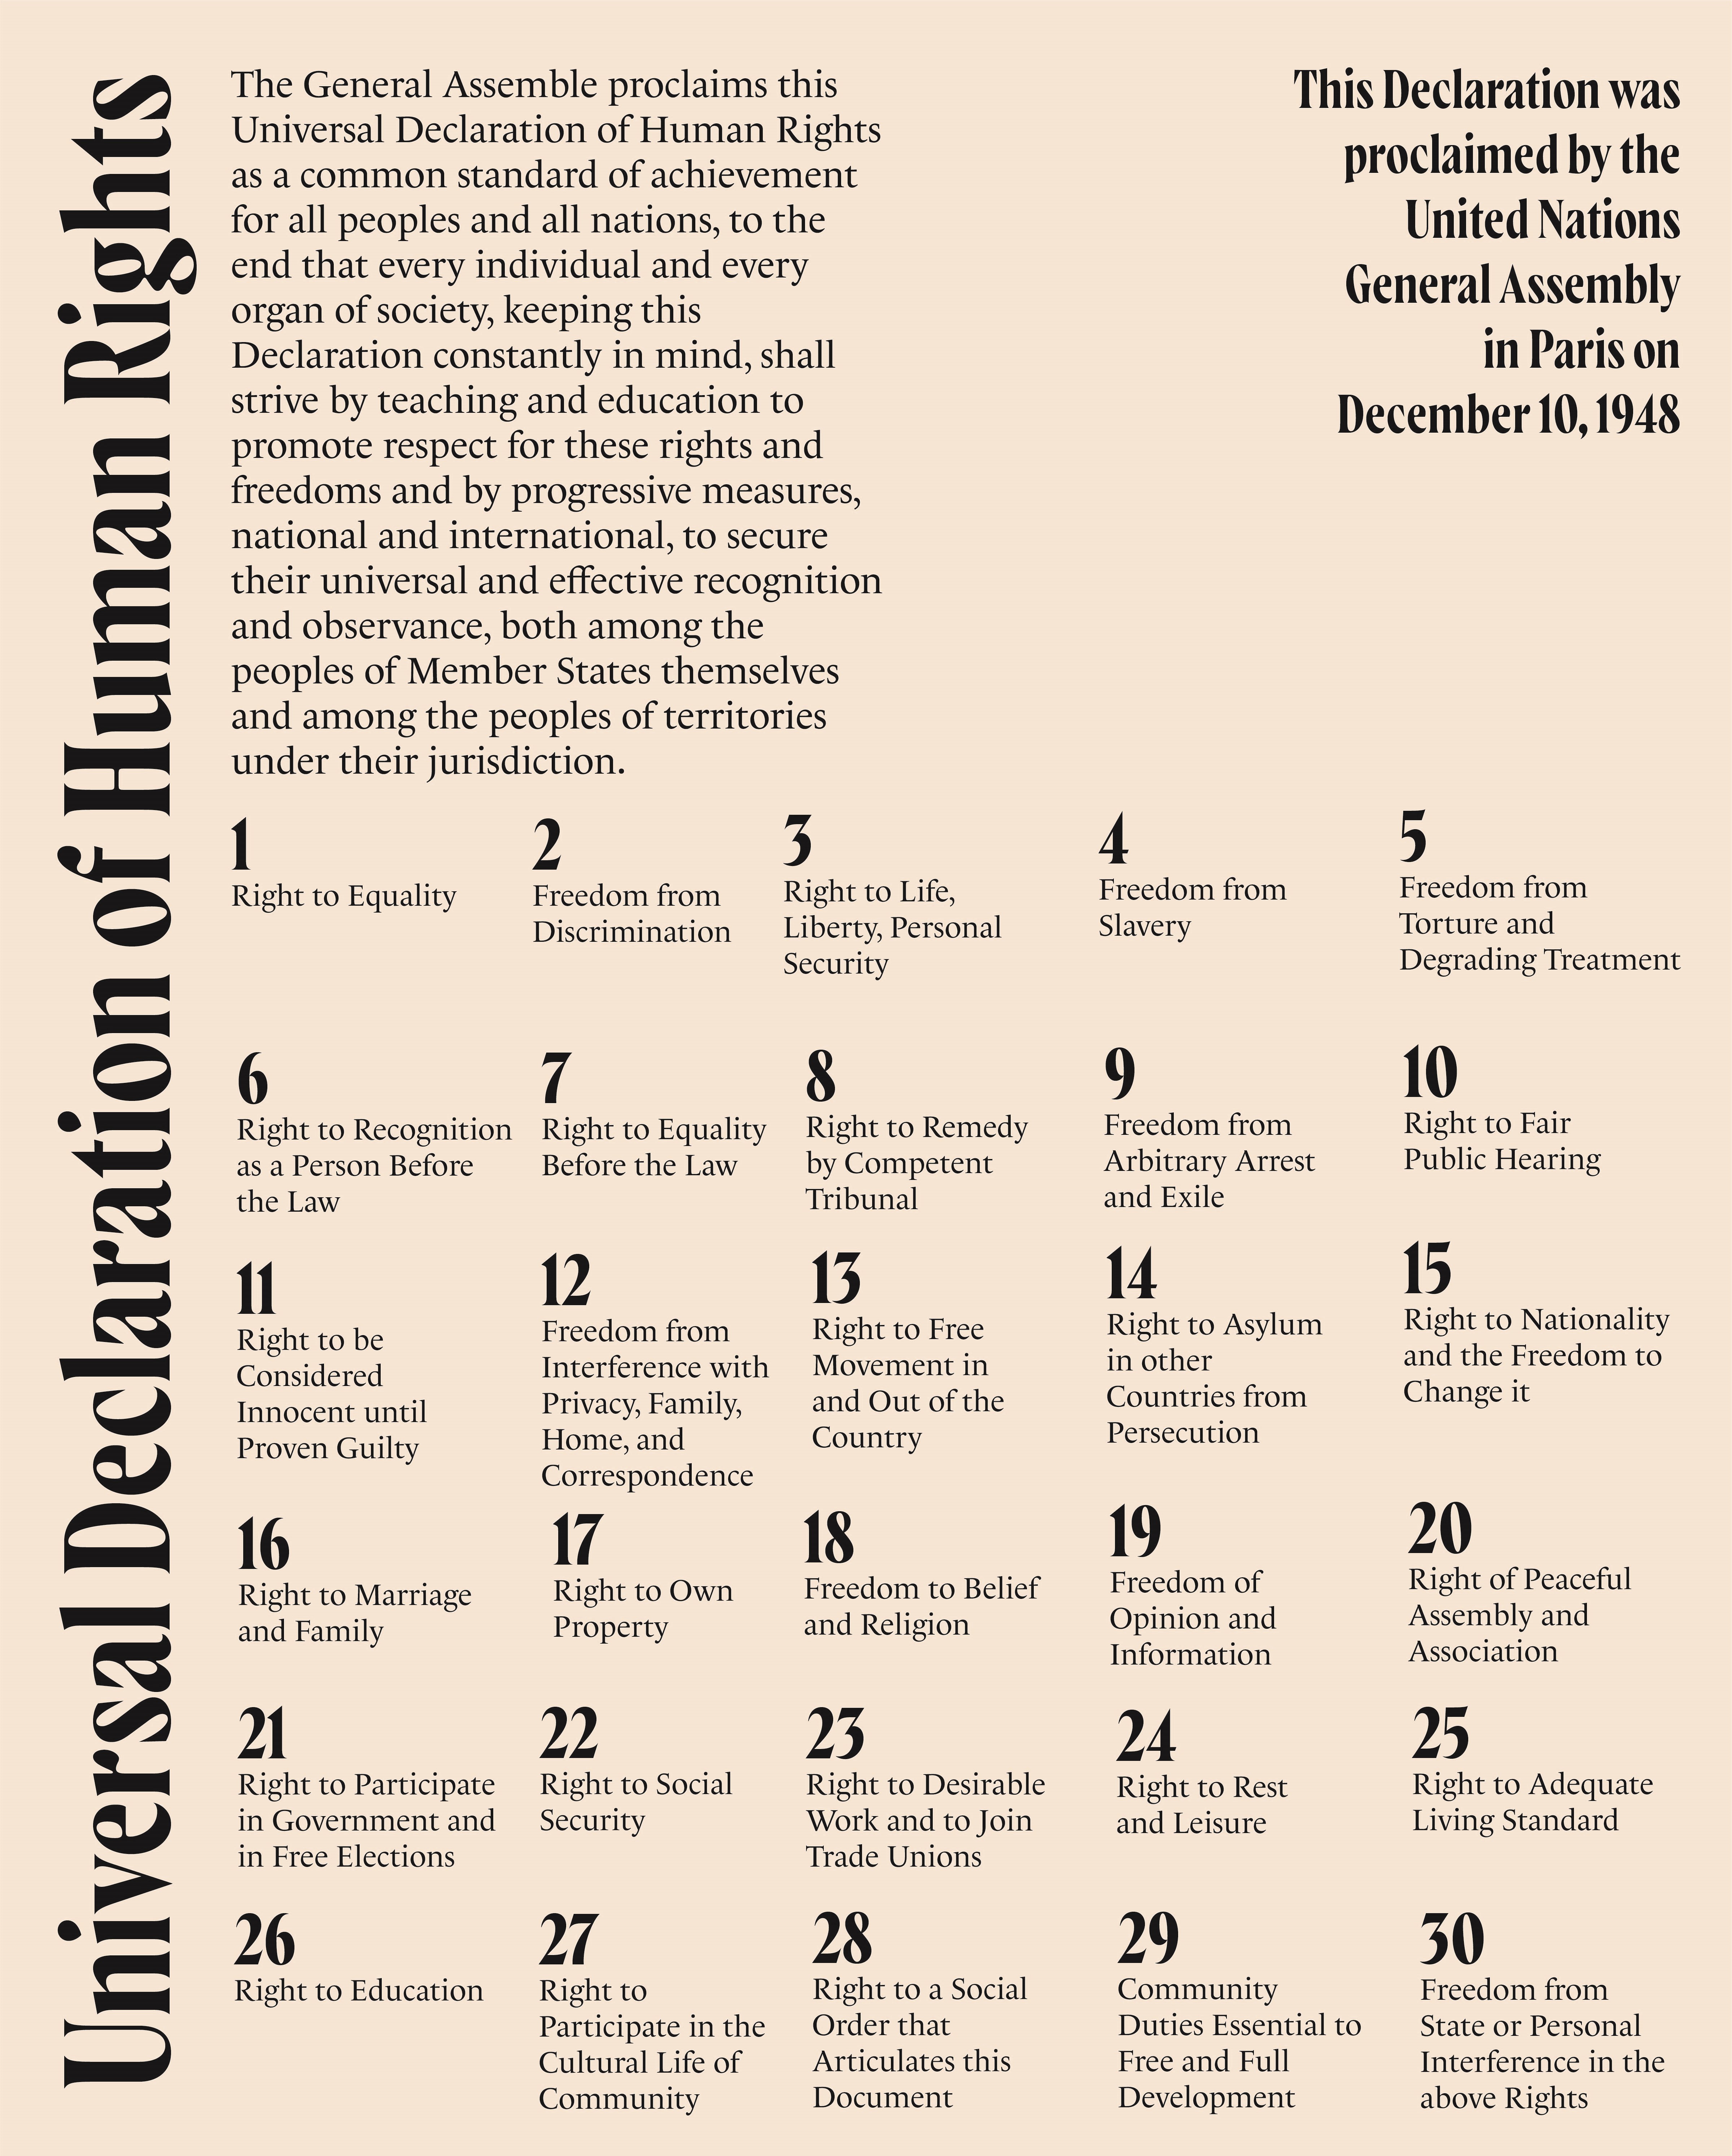 Universal Declaration of Human Rights
The General Assemble proclaims this
Universal Declaration of Human Rights
as a common standard of achievement
for all peoples and all nations, to the
end that every individual and every
organ of society, keeping this
Declaration constantly in mind, shall
strive by teaching and education to
promote respect for these rights and
freedoms and by progressive measures,
national and international, to secure
their universal and effective recognition
and observance, both among the
peoples of Member States themselves
and among the peoples of territories
under their jurisdiction.
This Declaration was
proclaimed by the
United Nations
General Assembly
in Paris on
December 10, 1948
1
Right to Equality
2
Freedom from
Discrimination
3
Right to Life,
Liberty, Personal
Security
4
Freedom from
Slavery
5
Freedom from
Torture and
Degrading Treatment
6
Right to Recognition
as a Person Before
the Law
7
Right to Equality
Before the Law
8
Right to Remedy
by Competent
Tribunal
9
Freedom from
Arbitrary Arrest
and Exile
10
Right to Fair
Public Hearing
11
Right to be
Considered
Innocent until
Proven Guilty
12
Freedom from
Interference with
Privacy, Family,
Home, and
Correspondence
13
Right to Free
Movement in
and Out of the
Country
14
Right to Asylum
in other
Countries from
Persecution
15
Right to Nationality
and the Freedom to
Change it
16
Right to Marriage
and Family
17
Right to Own
Property
18
Freedom to Belief
and Religion
19
Freedom of
Opinion and
Information
20
Right of Peaceful
Assembly and
Association
21
Right to Participate
in Government and
in Free Elections
22
Right to Social
Security
23
Right to Desirable
Work and to Join
Trade Unions
24
Right to Rest
and Leisure
25
Right to Adequate
Living Standard
26
Right to Education
27
Right to
Participate in the
Cultural Life of
Community
28
Right to a Social
Order that
Articulates this
Document
29
Community
Duties Essential to
Free and Full
Development
30
Freedom from
State or Personal
Interference in the
above Rights